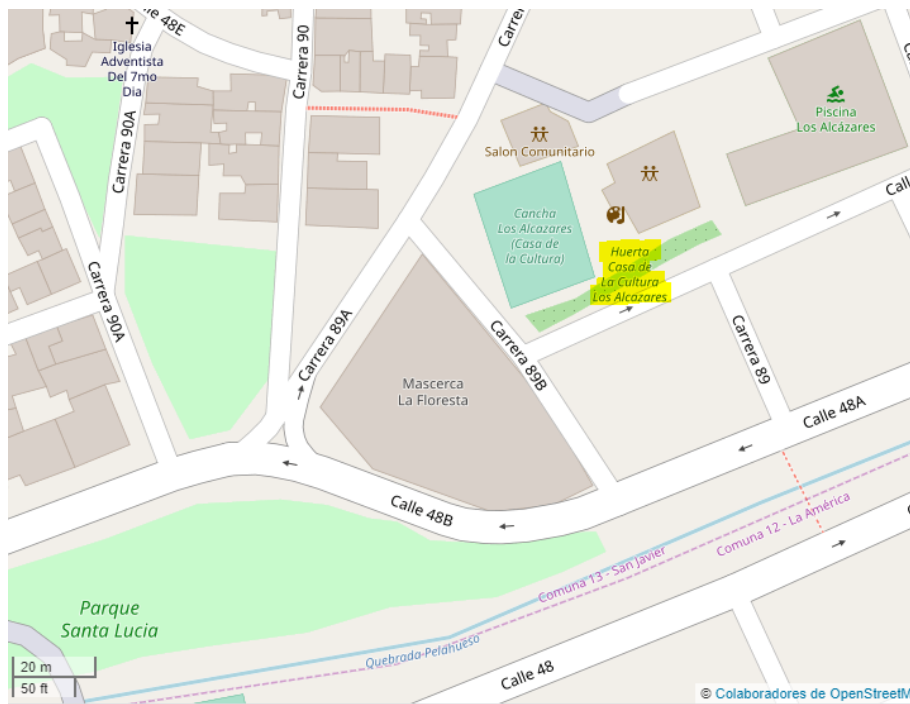 Calle 48E
Iglesia
Adventista
Del 7mo
Dia
Carrera 90
Carrera 90A
Salon Comunitario
Piscina
Los Alcázares
Cancha
Los Alcazares
(Casa de
la Cultura)
Huerta
Casa de
La Cultura
Los Alcazares
Carrera 90A
Carrera 89A
Carrera 89B
Carrera 89
Mascerca
La Floresta
Calle 48A
Calle 48B
Comuna 12 - La América
Comuna 13 - San Javier
Parque
Santa Lucia
Quebrada Pelahueso
Calle 48
20 m
50 ft
© Colaboradores de OpenStreetM